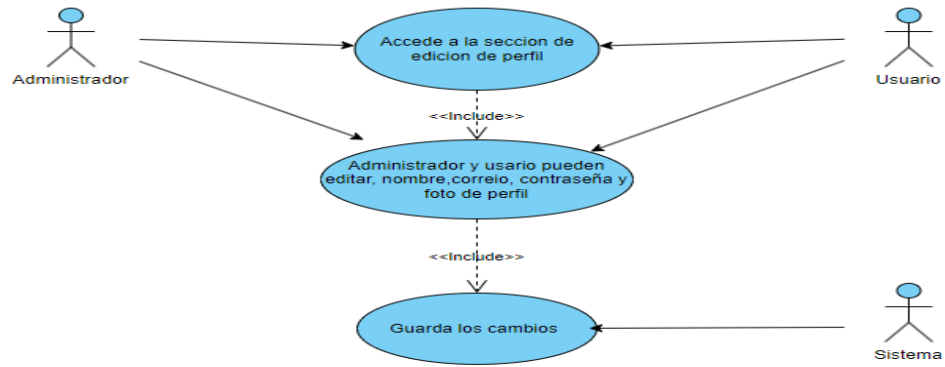 Accede a la seccion de
edicion de perfil
Administrador
Usuario
<<Include>>
Administrador y usario pueden
editar, nombre,correio, contraseña y
foto de perfil
<<Include>>
Guarda los cambios
Sistema